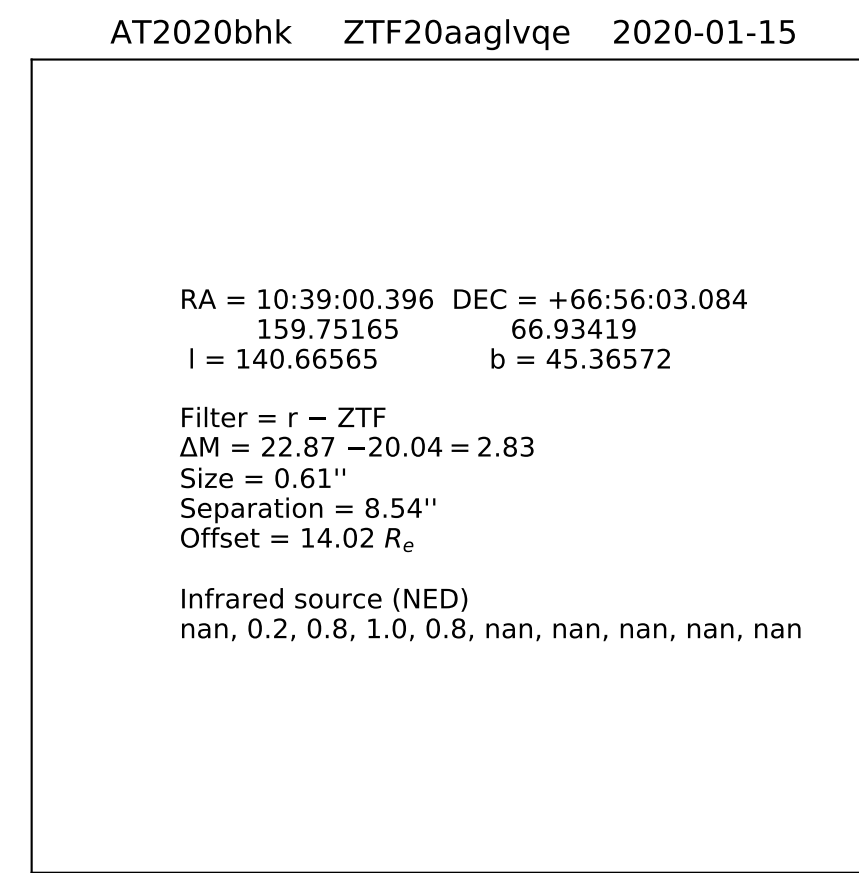 AT2020bhk ZTF20aaglvqe 2020-01-15
RA = 10:39:00.396 DEC = +66:56:03.084
159.75165 66.93419
l = 140.66565 b = 45.36572
Filter = r − ZTF
ΔM = 22.87 −20.04 = 2.83
Size = 0.61''
Separation = 8.54''
Offset = 14.02 Re
Infrared source (NED)
nan, 0.2, 0.8, 1.0, 0.8, nan, nan, nan, nan, nan